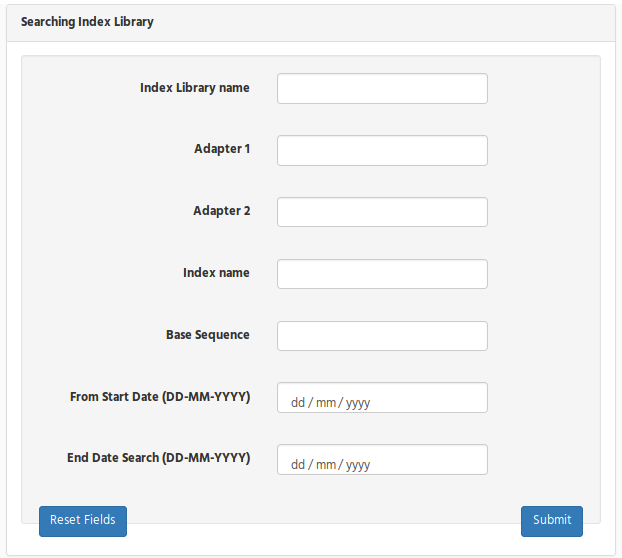 Searching Index Library
Index Library name
Adapter 1
Adapter 2
Index name
Base Sequence
From Start Date (DD-MM-YYYY)
dd / mm / yyyy
End Date Search (DD-MM-YYYY)
dd / mm / yyyy
Reset Fields
Submit